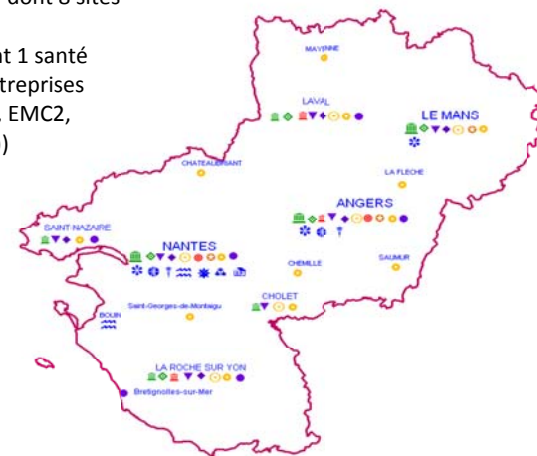 dont 8 sites
t 1 santé
treprises
, EMC2,
)
MAYENNE
LAVAL
LE MANS
CHATEAUBRIANT
LA FLECHE
ANGERS
SAINT-NAZAIRE
NANTES
CHEMILLE
SAUMUR
CHOLET
Saint-Georges-de-Montaigu
BOUIN
LA ROCHE SUR YON
Bretignolles-sur-Mer